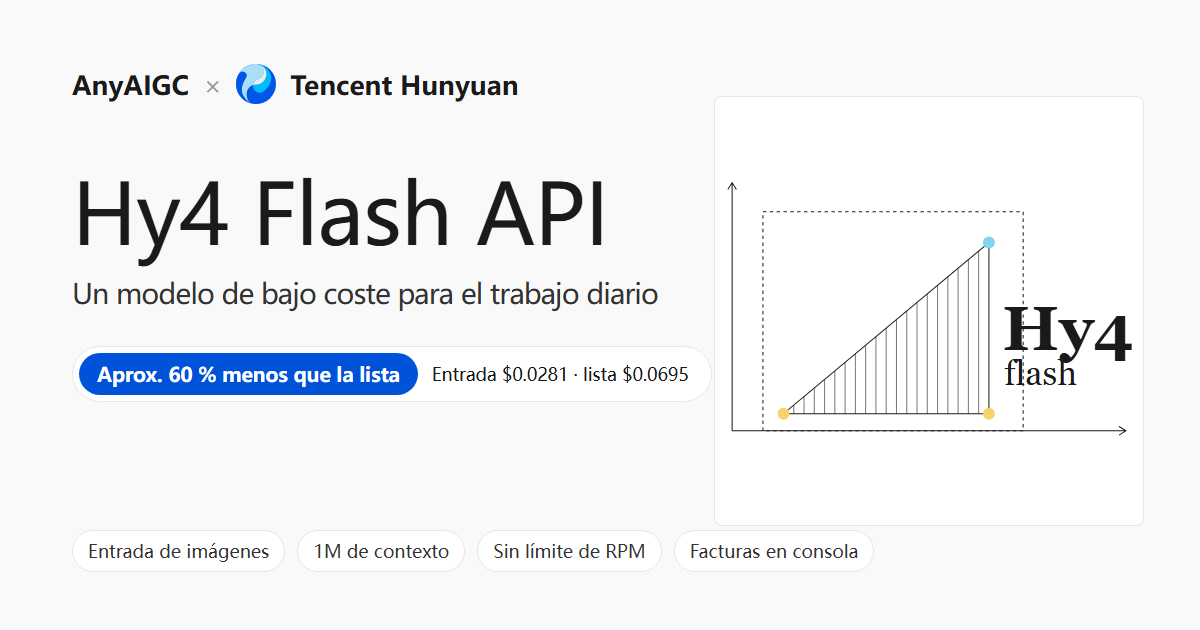 AnyAIGC × Tencent Hunyuan
Hy4 Flash API
Un modelo de bajo coste para el trabajo diario
Aprox. 60 % menos que la lista
Entrada $0.0281 · lista $0.0695
Hy4
flash
Entrada de imágenes
1M de contexto
Sin límite de RPM
Facturas en consola